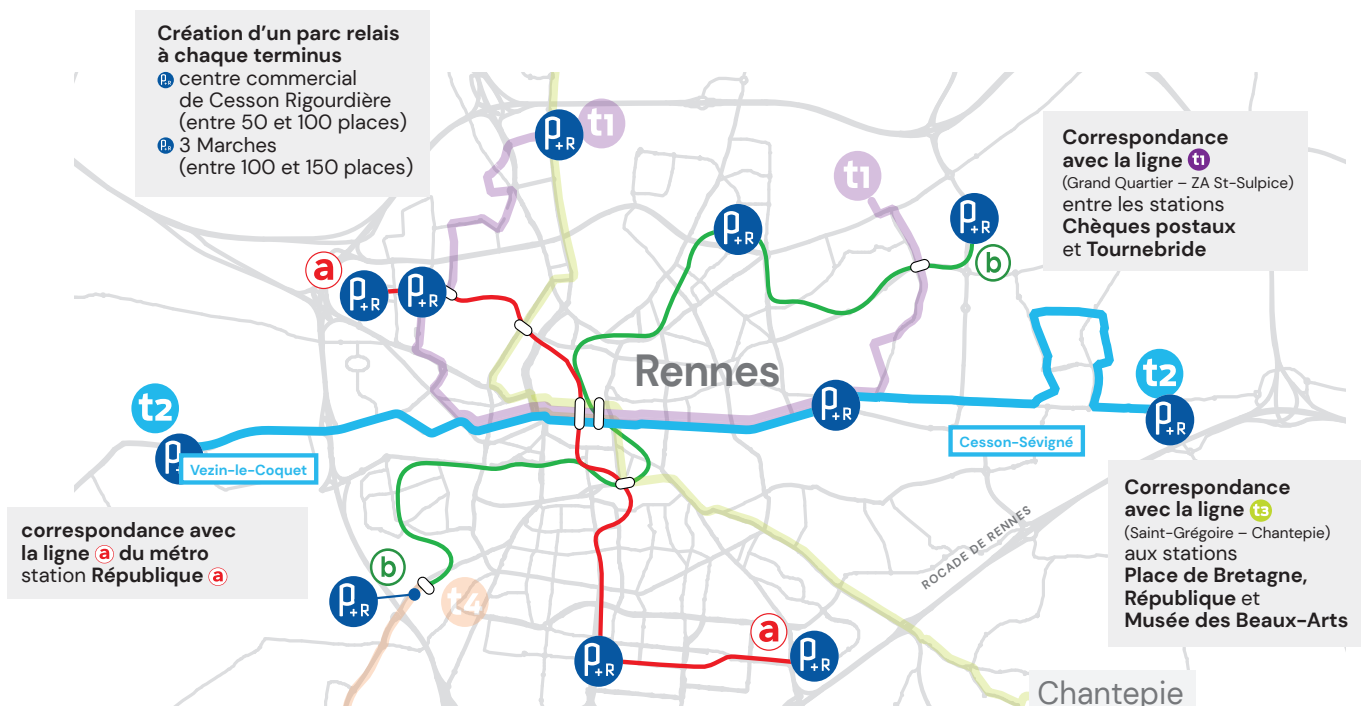 Création d’un parc relais
à chaque terminus
P+R centre commercial
de Cesson Rigourdière
(entre 50 et 100 places)
P+R 3 Marches
(entre 100 et 150 places)
P+R
t1
t1
Correspondance
avec la ligne t1
(Grand Quartier – ZA St-Sulpice)
entre les stations
Chèques postaux
et Tournebride
P+R
P+R
b
a
P+R
P+R
Rennes
t2
P+R
t2
P+R
P
Vezin-le-Coquet
Cesson-Sévigné
Correspondance
avec la ligne t3
(Saint-Grégoire – Chantepie)
aux stations
Place de Bretagne,
République et
Musée des Beaux-Arts
correspondance avec
la ligne a du métro
station République a
ROCADE DE RENNES
b
P+R
t4
a
P+R
P+R
Chantepie